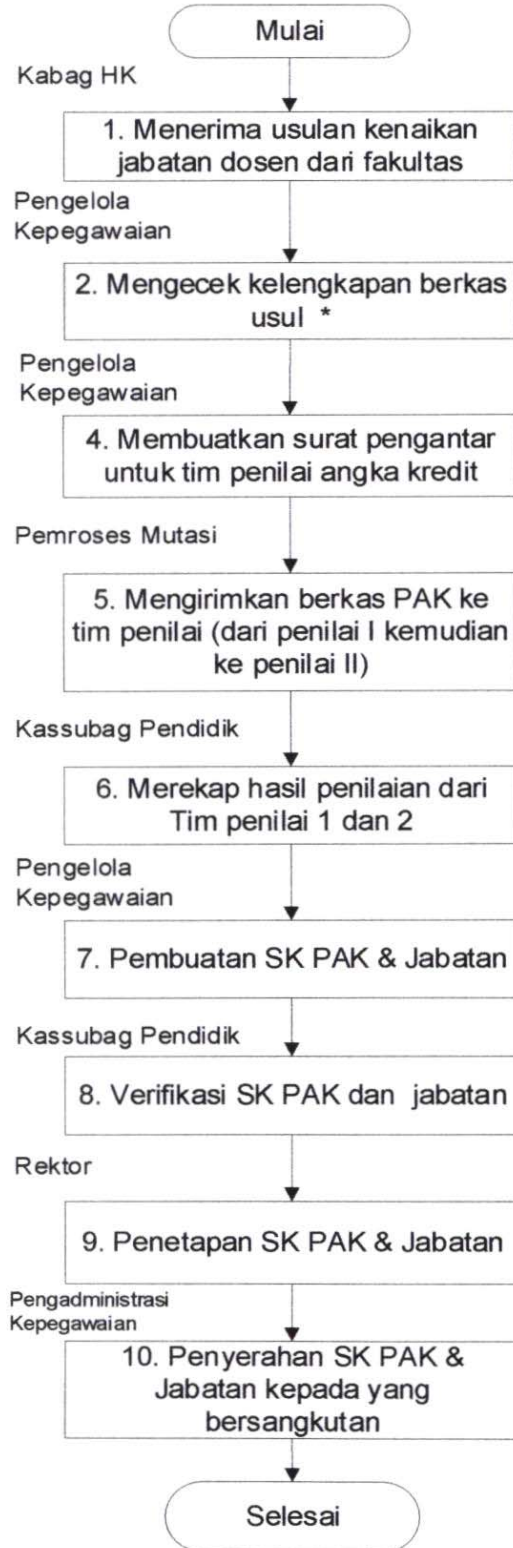 Mulai
Kabag HK
1. Menerima usulan kenaikan
jabatan dosen dari fakultas
Pengelola
Kepegawaian
2. Mengecek kelengkapan berkas
usul *
Pengelola
Kepegawaian
4. Membuatkan surat pengantar
untuk tim penilai angka kredit
Pemroses Mutasi
5. Mengirimkan berkas PAK ke
tim penilai (dari penilai I kemudian
ke penilai II)
Kassubag Pendidik
6. Merekap hasil penilaian dari
Tim penilai 1 dan 2
Pengelola
Kepegawaian
7. Pembuatan SK PAK & Jabatan
Kassubag Pendidik
8. Verifikasi SK PAK dan jabatan
Rektor
9. Penetapan SK PAK & Jabatan
Pengadministrasi
Kepegawaian
10. Penyerahan SK PAK &
Jabatan kepada yang
bersangkutan
Selesai